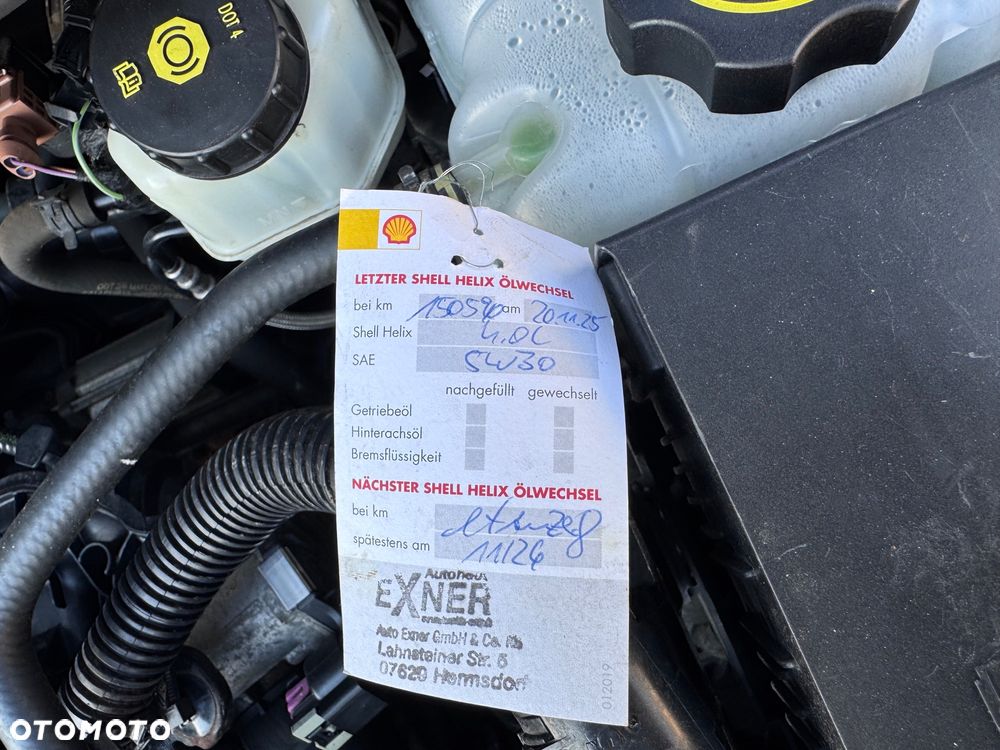 DOT 4
LETZTER SHELL HELIX ÖLWECHSEL
bei km 150590 am 20.11.25
Shell Helix 4.0L
SAE 5W30
nachgefüllt gewechselt
Getriebeöl
Hinterachsöl
Bremsflüssigkeit
NÄCHSTER SHELL HELIX ÖLWECHSEL
bei km
spätestens am 11/26
Autohaus
EXNER
Auto Exner GmbH & Co. KG
Lahnsteiner Str. 5
07629 Hermsdorf
012019
OTOMOTO